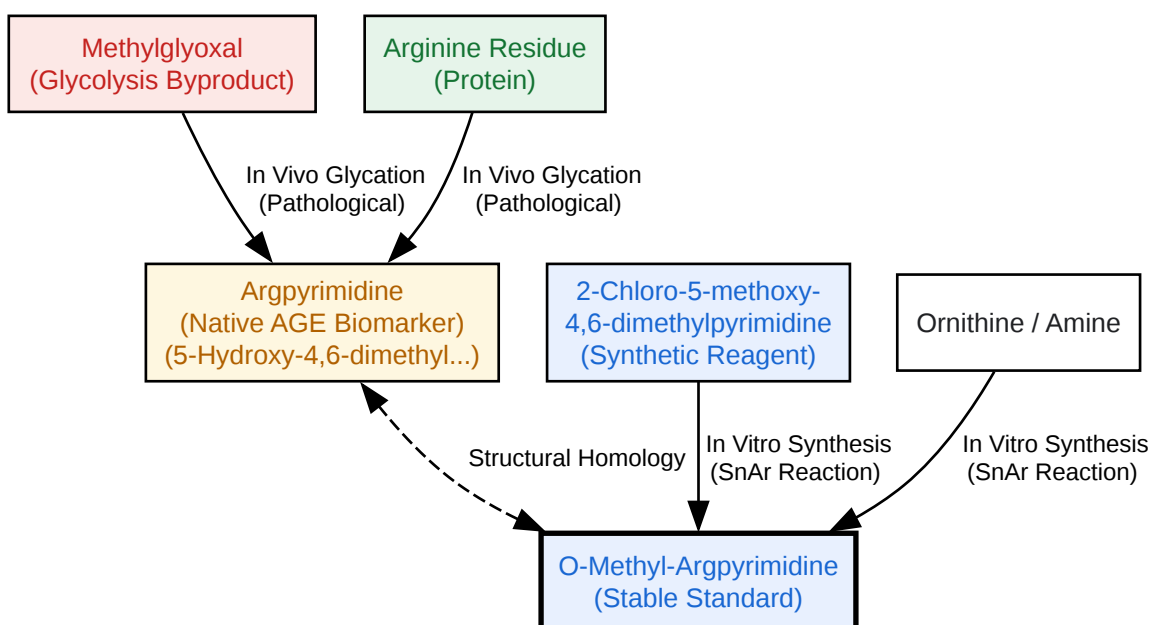 Methylglyoxal
(Glycolysis Byproduct)
Arginine Residue
(Protein)
In Vivo Glycation
(Pathological)
In Vivo Glycation
(Pathological)
Argpyrimidine
(Native AGE Biomarker)
(5-Hydroxy-4,6-dimethyl...)
2-Chloro-5-methoxy-
4,6-dimethylpyrimidine
(Synthetic Reagent)
Ornithine / Amine
Structural Homology
In Vitro Synthesis
(SnAr Reaction)
In Vitro Synthesis
(SnAr Reaction)
O-Methyl-Argpyrimidine
(Stable Standard)